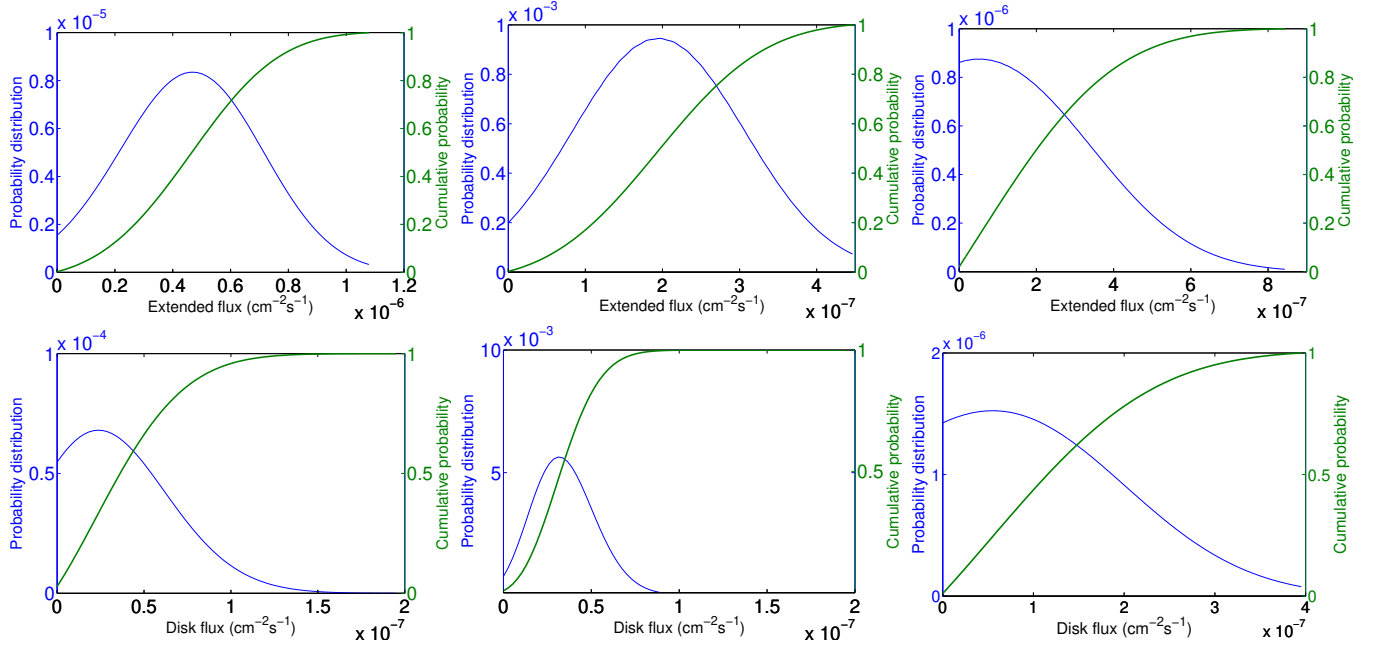 x 10⁻⁵
Probability distribution
1
0.8
0.6
0.4
0.2
0
1
0.8
0.6
0.4
0.2
0
Cumulative probability
0 0.2 0.4 0.6 0.8 1 1.2
Extended flux (cm⁻²s⁻¹)
x 10⁻⁶
x 10⁻³
Probability distribution
1
0.8
0.6
0.4
0.2
0
1
0.8
0.6
0.4
0.2
0
Cumulative probability
0 1 2 3 4
Extended flux (cm⁻²s⁻¹)
x 10⁻⁷
x 10⁻⁶
Probability distribution
1
0.8
0.6
0.4
0.2
0
1
0.8
0.6
0.4
0.2
0
Cumulative probability
0 2 4 6 8
Extended flux (cm⁻²s⁻¹)
x 10⁻⁷
x 10⁻⁴
Probability distribution
1
0.5
0
1
0.5
0
Cumulative probability
0 0.5 1 1.5 2
Disk flux (cm⁻²s⁻¹)
x 10⁻⁷
x 10⁻³
Probability distribution
10
5
0
1
0.5
0
Cumulative probability
0 0.5 1 1.5 2
Disk flux (cm⁻²s⁻¹)
x 10⁻⁷
x 10⁻⁶
Probability distribution
2
1
0
1
0.5
0
Cumulative probability
0 1 2 3 4
Disk flux (cm⁻²s⁻¹)
x 10⁻⁷